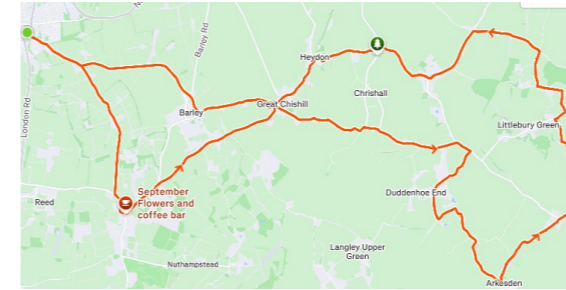 Barley Rd
Heydon
Chrishall
London Rd
Great Chishill
Barley
Littlebury Green
September
Flowers and
coffee bar
Duddenhoe End
Reed
Langley Upper
Green
Nuthampstead
Arkesden